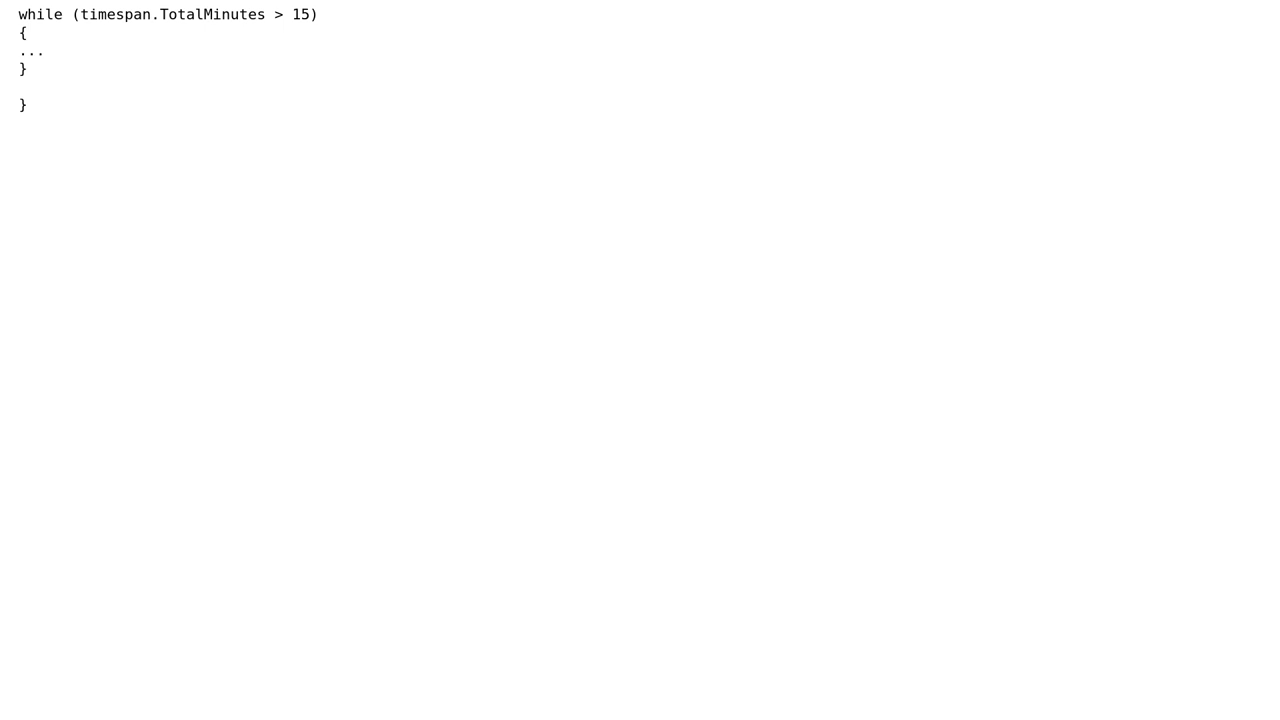 while (timespan.TotalMinutes > 15)
{
...
}
}